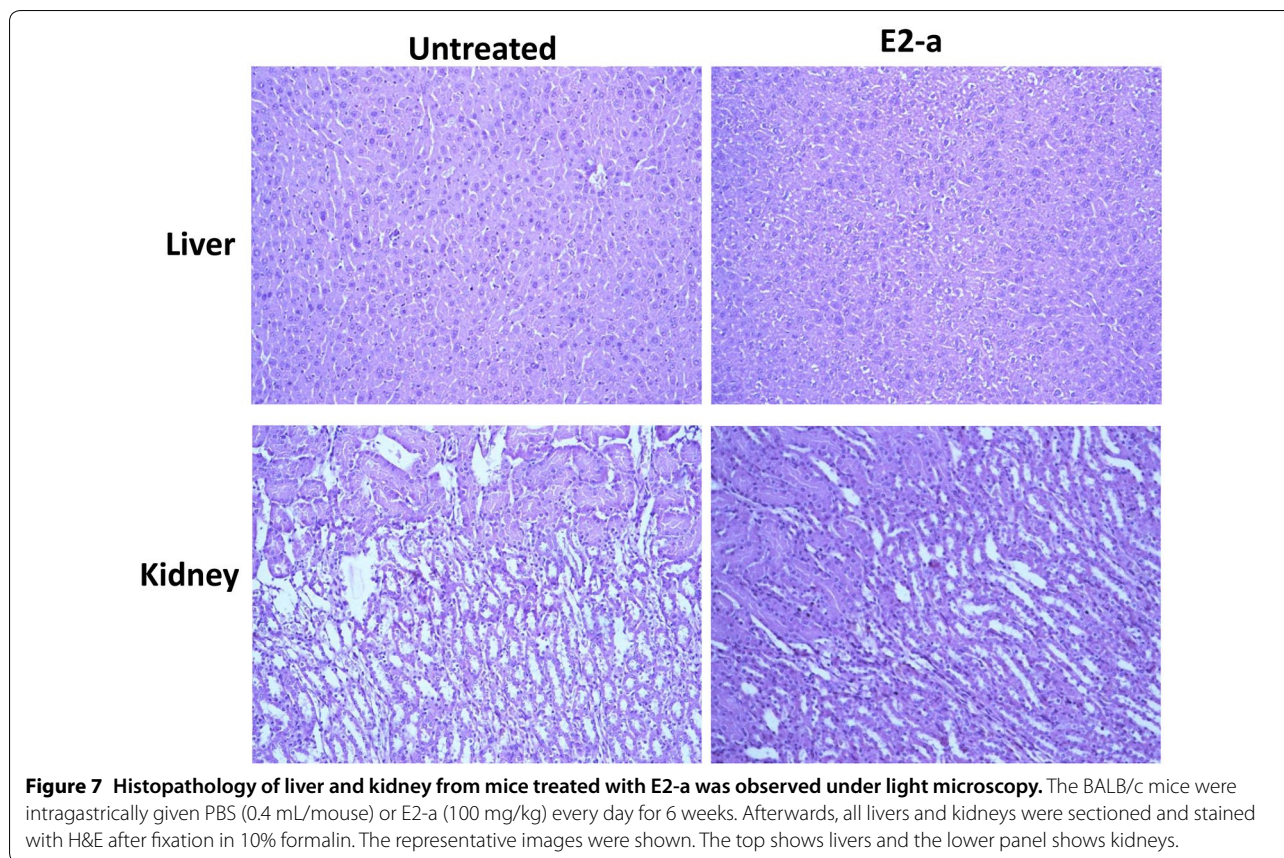 Untreated
E2-a
Liver
Kidney
Figure 7 Histopathology of liver and kidney from mice treated with E2-a was observed under light microscopy. The BALB/c mice were
intragastrically given PBS (0.4 mL/mouse) or E2-a (100 mg/kg) every day for 6 weeks. Afterwards, all livers and kidneys were sectioned and stained
with H&E after fixation in 10% formalin. The representative images were shown. The top shows livers and the lower panel shows kidneys.